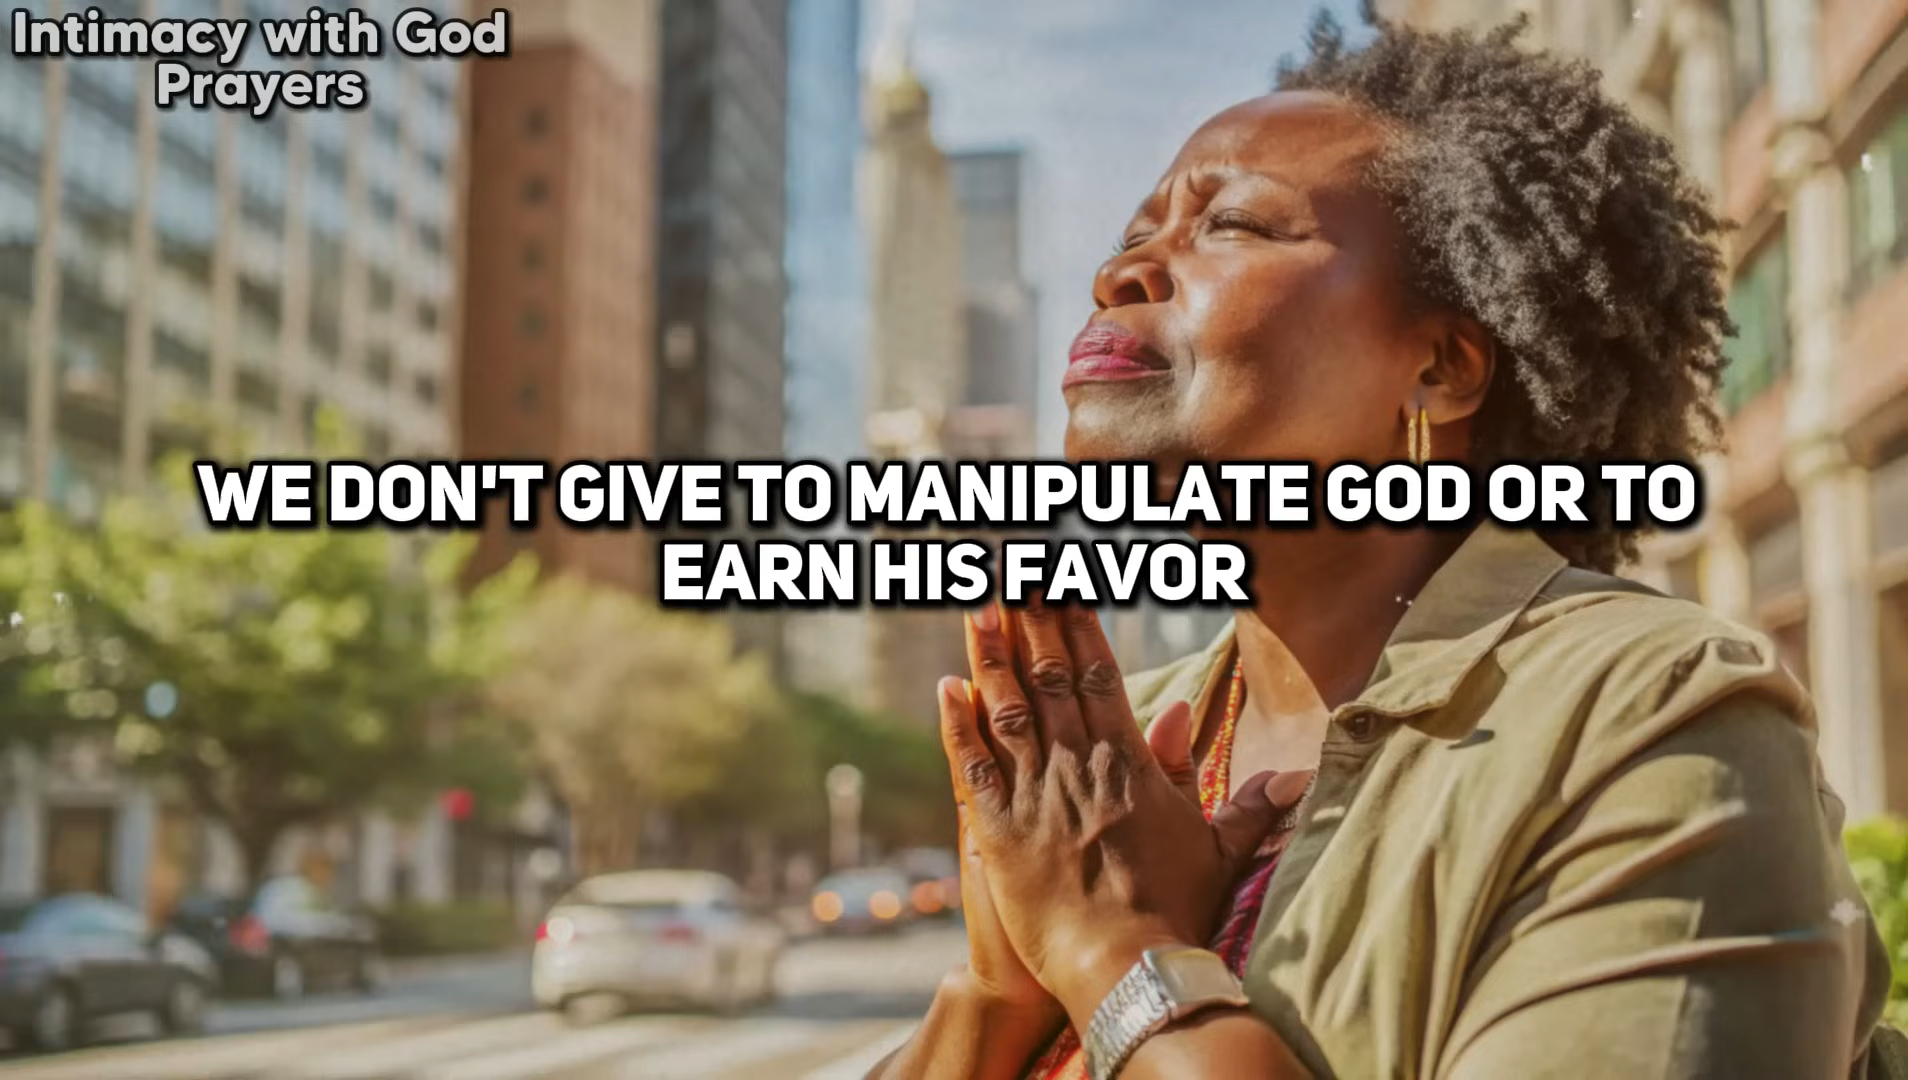 Intimacy with God
Prayers
WE DON'T GIVE TO MANIPULATE GOD OR TO
EARN HIS FAVOR